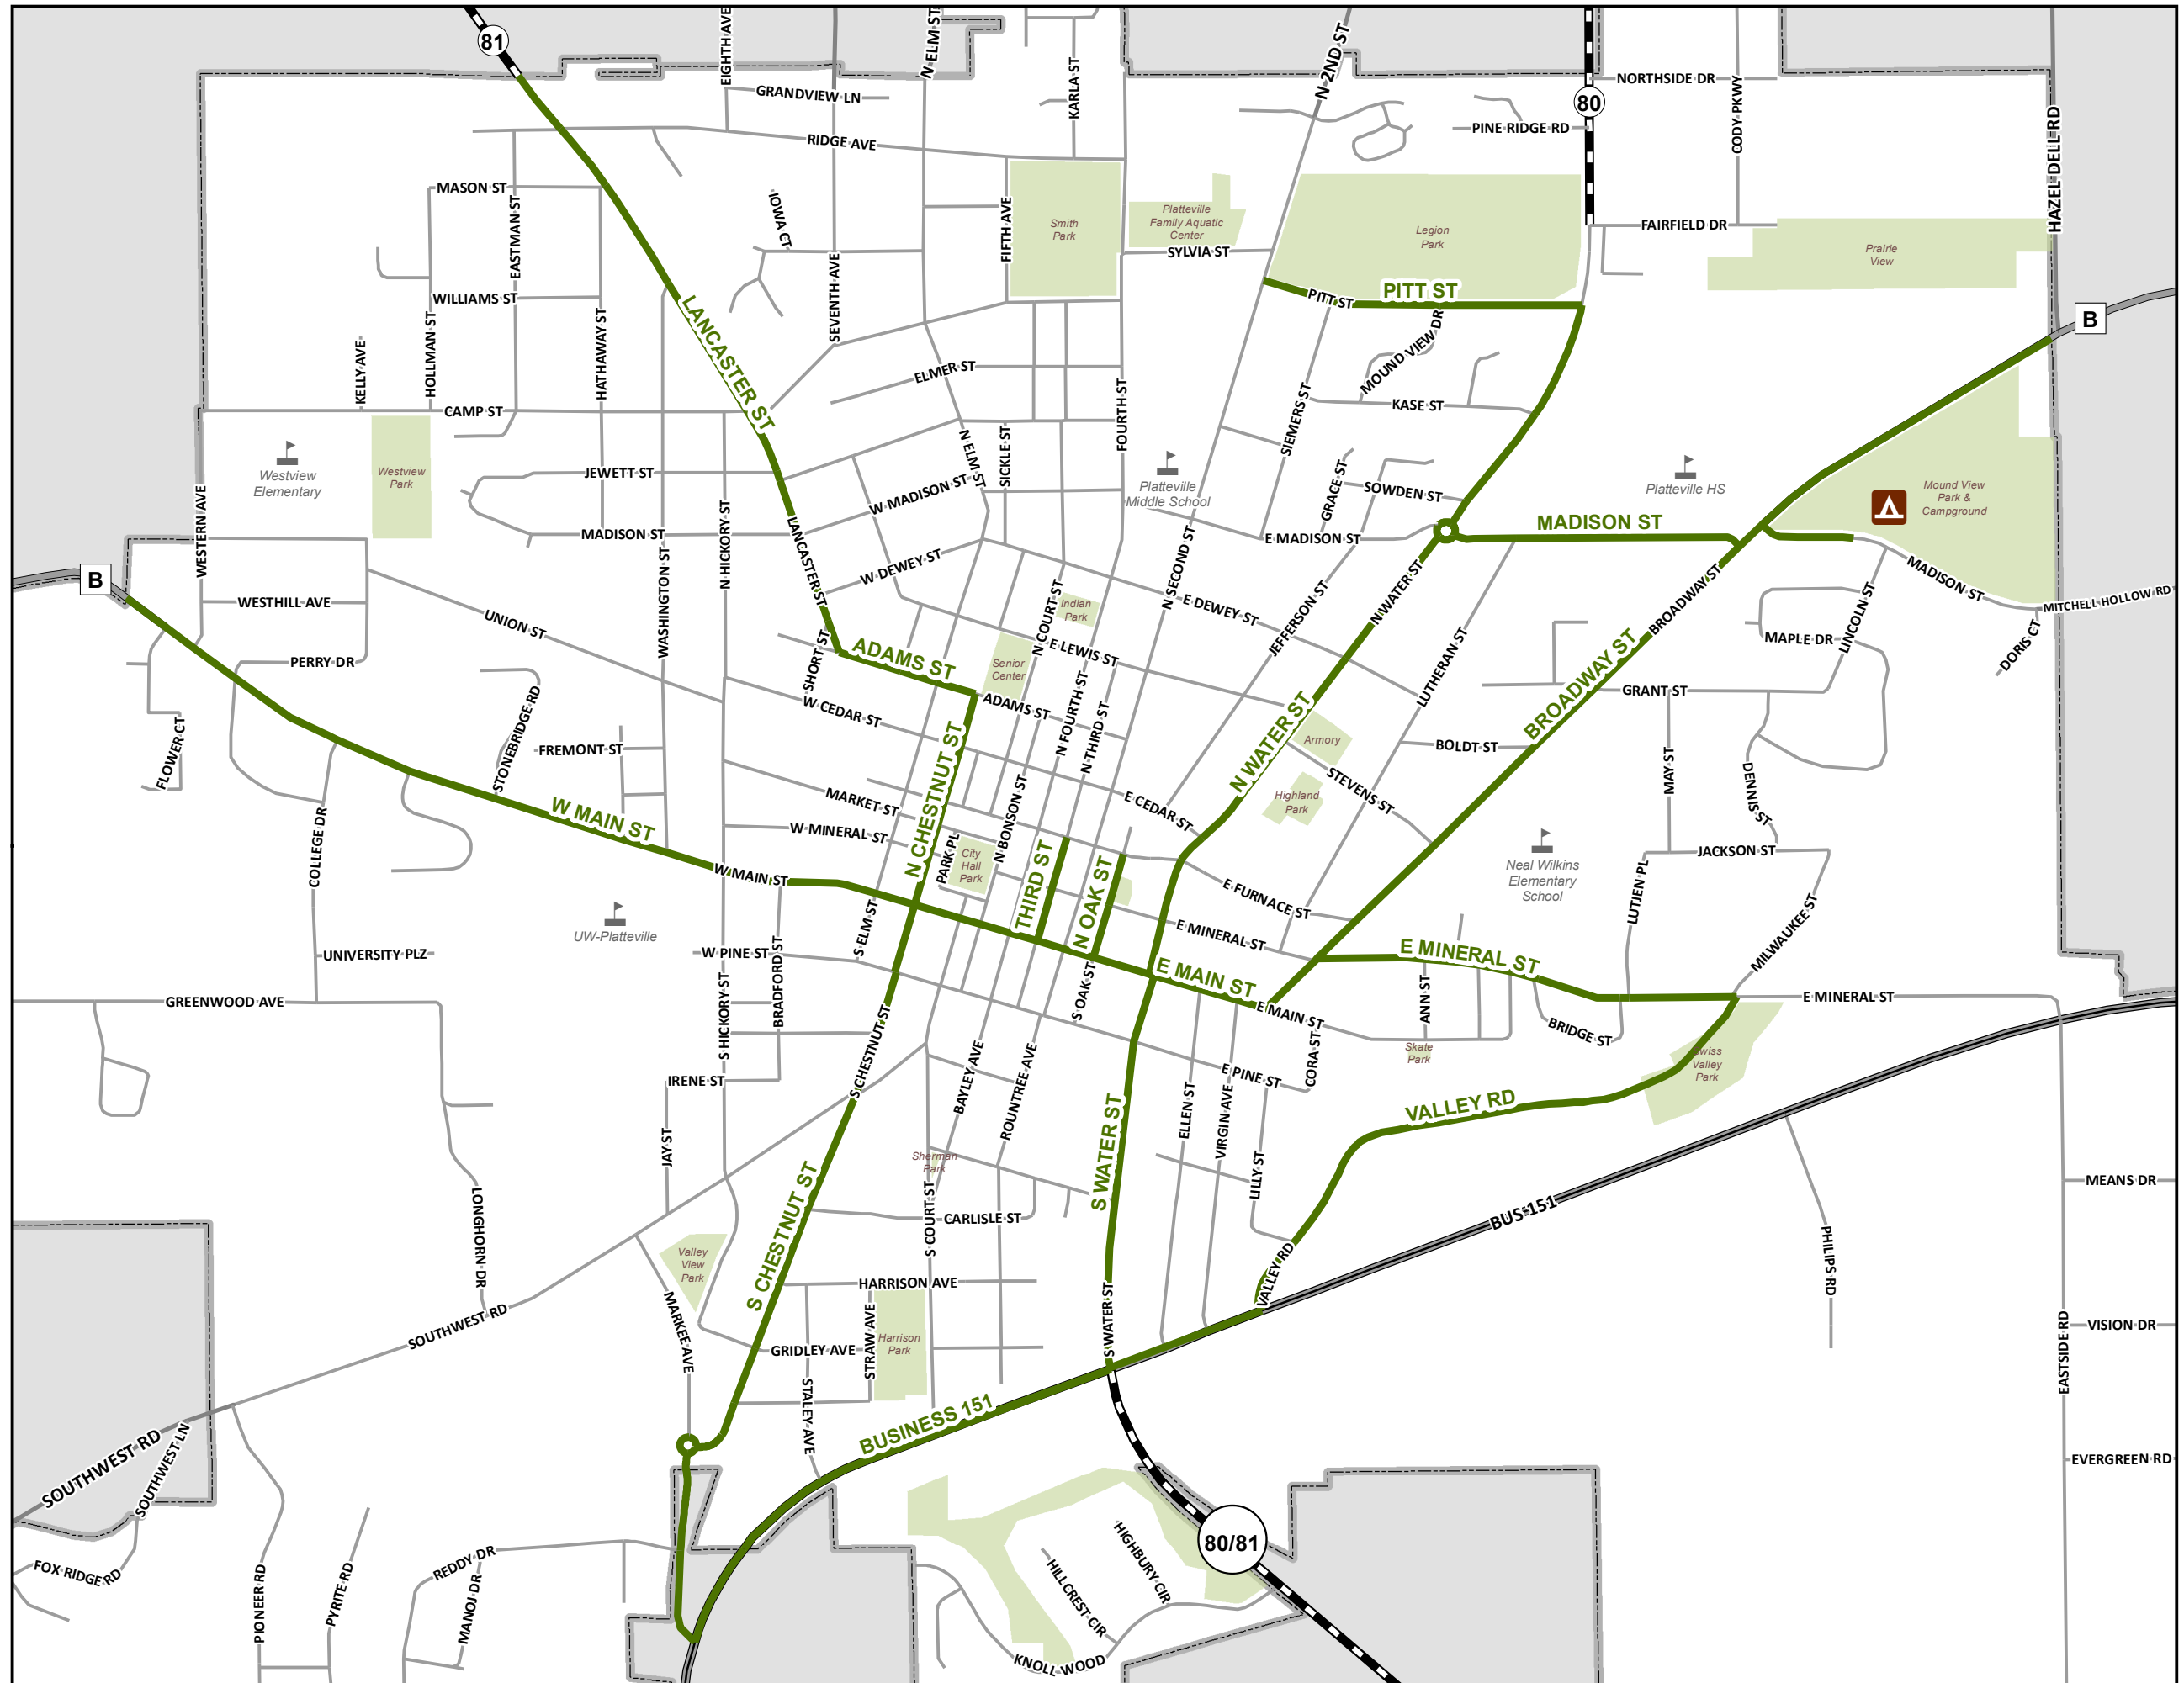 81
EIGHTH AVE
N ELM ST
KARLA ST
N 2ND ST
80
NORTHSIDE DR
CODY PKWY
HAZEL DELL RD
GRANDVIEW LN
PINE RIDGE RD
RIDGE AVE
MASON ST
EASTMAN ST
IOWA CT
FIFTH AVE
Smith
Park
Platteville
Family Aquatic
Center
SYLVIA ST
Legion
Park
FAIRFIELD DR
Prairie
View
SEVENTH AVE
WILLIAMS ST
HOLLMAN ST
HATHAWAY ST
KELLY AVE
LANCASTER ST
PITT ST
PITT ST
MOUND VIEW DR
B
ELMER ST
FOURTH ST
SIEMERS ST
KASE ST
CAMP ST
Westview
Elementary
Westview
Park
JEWETT ST
N ELM ST
SICKLE ST
W MADISON ST
Platteville
Middle School
GRACE ST
SOWDEN ST
Platteville HS
Mound View
Park &
Campground
WESTERN AVE
MADISON ST
N HICKORY ST
LANCASTER ST
W DEWEY ST
N SECOND ST
E MADISON ST
MADISON ST
B
WESTHILL AVE
UNION ST
WASHINGTON ST
N COURT ST
Indian
Park
E DEWEY ST
JEFFERSON ST
N WATER ST
BROADWAY ST
MADISON ST
MITCHELL HOLLOW RD
LINCOLN ST
MAPLE DR
DORIS CT
PERRY DR
SHORT ST
ADAMS ST
Senior
Center
E LEWIS ST
LUTHERAN ST
BROADWAY ST
GRANT ST
STONEBRIDGE RD
W CEDAR ST
ADAMS ST
N FOURTH ST
N THIRD ST
N WATER ST
Armory
BOLDT ST
FLOWER CT
FREMONT ST
N CHESTNUT ST
STEVENS ST
MAY ST
DENNIS ST
W MAIN ST
MARKET ST
N BONSON ST
E CEDAR ST
Highland
Park
COLLEGE DR
W MINERAL ST
PARK PL
City
Hall
Park
THIRD ST
N OAK ST
Neal Wilkins
Elementary
School
JACKSON ST
LUTJEN PL
W MAIN ST
E FURNACE ST
UW-Platteville
S ELM ST
E MINERAL ST
MILWAUKEE ST
UNIVERSITY PLZ
W PINE ST
BRADFORD ST
E MAIN ST
E MINERAL ST
GREENWOOD AVE
S HICKORY ST
S OAK ST
E MAIN ST
ANN ST
E MINERAL ST
BRIDGE ST
S CHESTNUT ST
BAYLEY AVE
ROUNTREE AVE
CORA ST
Skate
Park
Swiss
Valley
Park
IRENE ST
E PINE ST
ELLEN ST
VIRGIN AVE
VALLEY RD
JAY ST
Sherman
Park
S WATER ST
LILLY ST
MEANS DR
LONGHORN DR
S CHESTNUT ST
S COURT ST
CARLISLE ST
BUS 151
PHILIPS RD
Valley
View
Park
VALLEY RD
HARRISON AVE
SOUTHWEST RD
MARKEE AVE
S WATER ST
EASTSIDE RD
VISION DR
GRIDLEY AVE
STRAW AVE
Harrison
Park
STALEY AVE
BUSINESS 151
SOUTHWEST RD
SOUTHWEST LN
EVERGREEN RD
80/81
FOX RIDGE RD
REDDY DR
PIONEER RD
PYRITE RD
MANOJ DR
HILLCREST CIR
HIGHBURY CIR
KNOLLWOOD